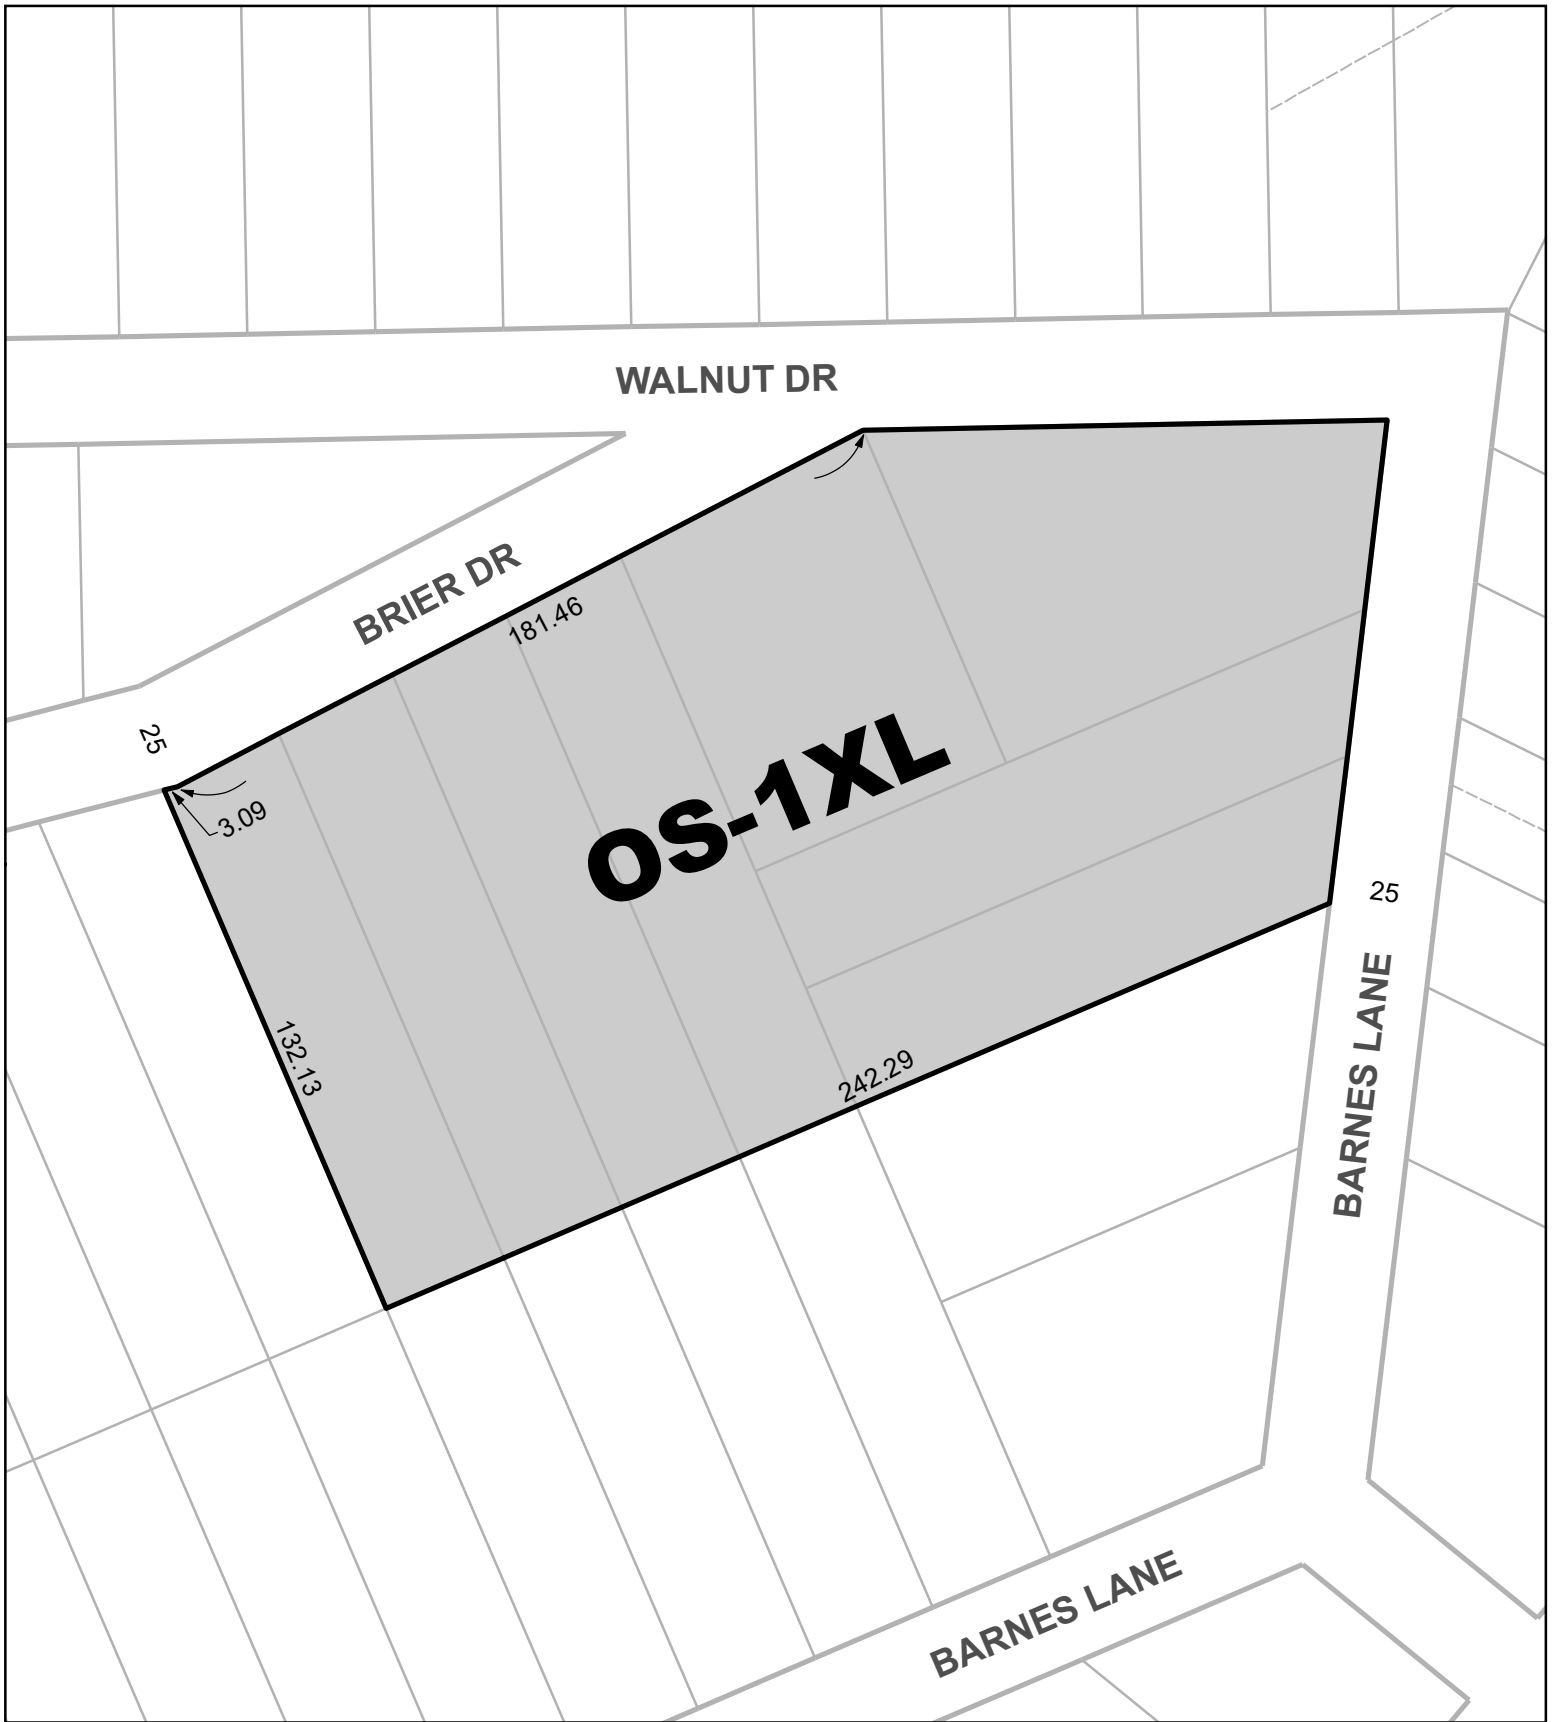 WALNUT DR
BRIER DR
181.46
25
3.09
OS-1XL
25
132.13
242.29
BARNES LANE
BARNES LANE